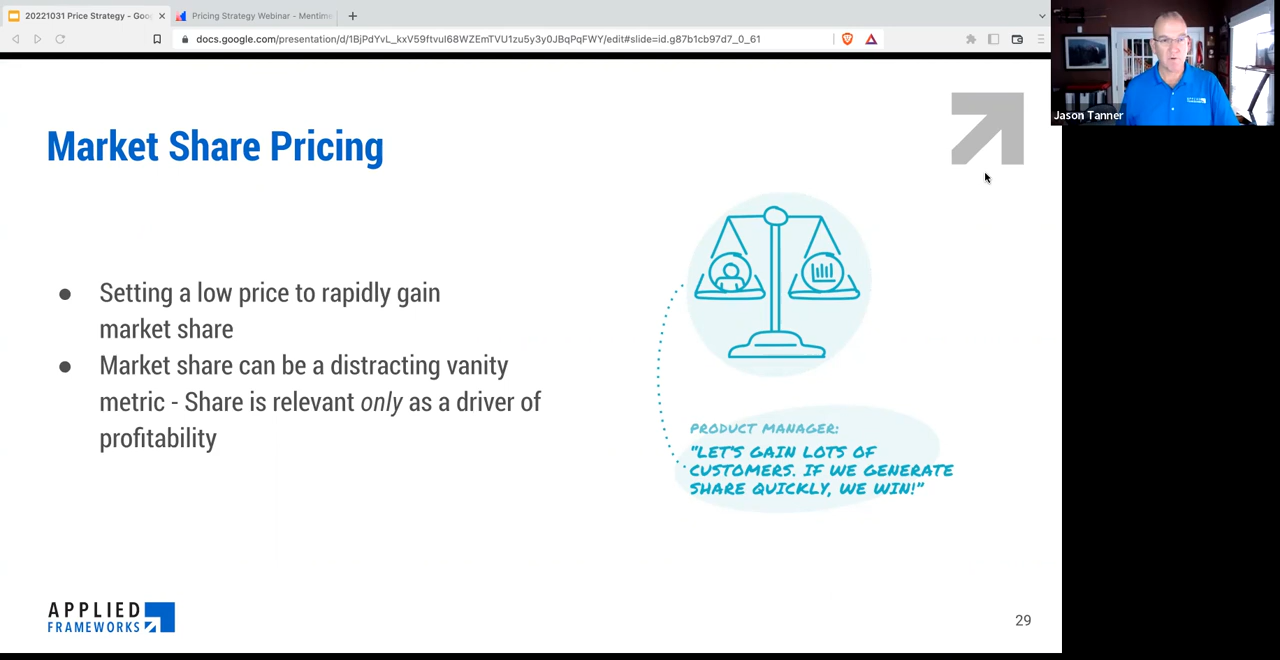 20221031 Price Strategy - Goo
Pricing Strategy Webinar - Mentime
docs.google.com/presentation/d/1BjPdYvL_kxV59ftvuI68WZEmTVU1zu5y3y0JBqPqFWY/edit#slide=id.g87b1cb97d7_0_61
APPLIED
Jason Tanner
Market Share Pricing
● Setting a low price to rapidly gain
market share
● Market share can be a distracting vanity
metric - Share is relevant only as a driver of
profitability
PRODUCT MANAGER:
"LET'S GAIN LOTS OF
CUSTOMERS. IF WE GENERATE
SHARE QUICKLY, WE WIN!"
APPLIED
FRAMEWORKS
29